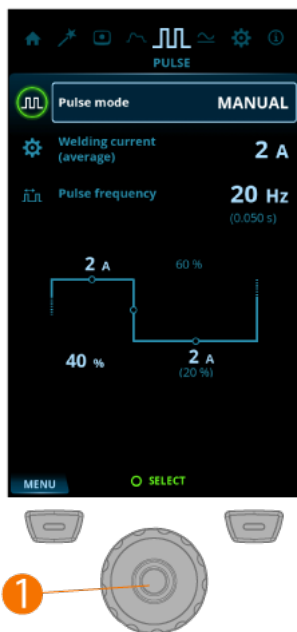 PULSE
Pulse mode MANUAL
Welding current
(average)
2 A
Pulse frequency
20 Hz
(0.050 s)
2 A
60 %
40 %
2 A
(20 %)
MENU
SELECT
1